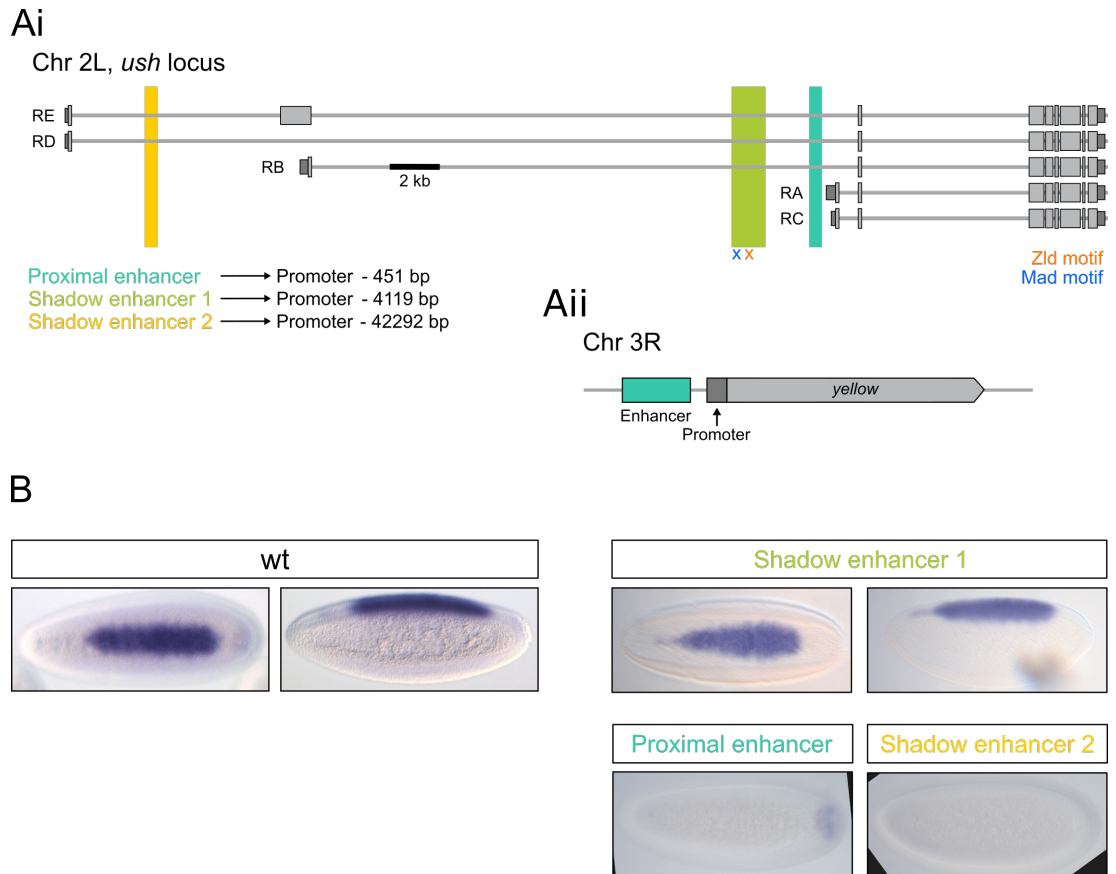 Ai
Chr 2L, ush locus
RE
RD
RB
2 kb
RA
RC
x x
Zld motif
Mad motif
Proximal enhancer Promoter - 451 bp
Shadow enhancer 1 Promoter - 4119 bp
Shadow enhancer 2 Promoter - 42292 bp
Aii
Chr 3R
yellow
Enhancer
Promoter
B
wt
Shadow enhancer 1
Proximal enhancer
Shadow enhancer 2